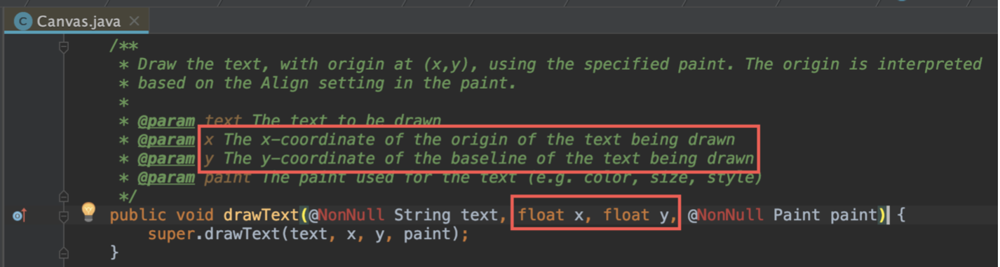 C Canvas.java ×
/**
* Draw the text, with origin at (x,y), using the specified paint. The origin is interpreted
* based on the Align setting in the paint.
*
* @param text The text to be drawn
* @param x The x-coordinate of the origin of the text being drawn
* @param y The y-coordinate of the baseline of the text being drawn
* @param paint The paint used for the text (e.g. color, size, style)
*/
public void drawText(@NonNull String text, float x, float y, @NonNull Paint paint) {
super.drawText(text, x, y, paint);
}